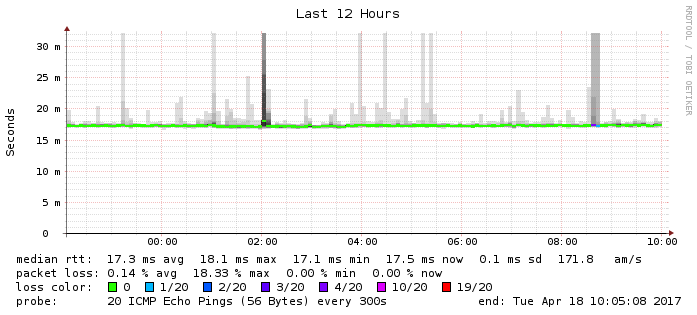 Last 12 Hours
RRDTOOL / TOBI OETIKER
Seconds
30 m
25 m
20 m
15 m
10 m
5 m
0
00:00 02:00 04:00 06:00 08:00 10:00
median rtt: 17.3 ms avg 18.1 ms max 17.1 ms min 17.5 ms now 0.1 ms sd 171.8 am/s
packet loss: 0.14 % avg 18.33 % max 0.00 % min 0.00 % now
loss color: 0 1/20 2/20 3/20 4/20 10/20 19/20
probe: 20 ICMP Echo Pings (56 Bytes) every 300s end: Tue Apr 18 10:05:08 2017